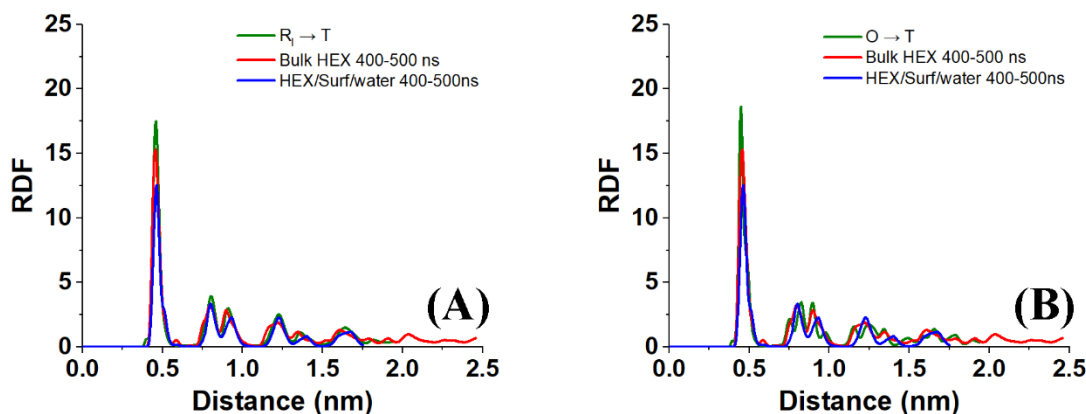 25
20
15
10
5
0
RDF
R_I → T
Bulk HEX 400-500 ns
HEX/Surf/water 400-500ns
(A)
0.0 0.5 1.0 1.5 2.0 2.5
Distance (nm)
25
20
15
10
5
0
RDF
O → T
Bulk HEX 400-500 ns
HEX/Surf/water 400-500ns
(B)
0.0 0.5 1.0 1.5 2.0 2.5
Distance (nm)